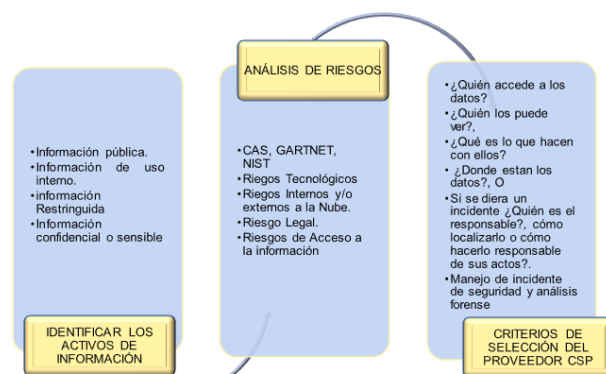 •Información pública.
•Información de uso
interno.
•información
Restringuida
•Información
confidencial o sensible
IDENTIFICAR LOS
ACTIVOS DE
INFORMACIÓN
ANÁLISIS DE RIESGOS
•CAS, GARTNET,
NIST
•Riegos Tecnológicos
•Riegos Internos y/o
externos a la Nube.
•Riesgo Legal.
•Riesgos de Acceso a
la información
•¿Quién accede a los
datos?
•¿Quién los puede
ver?,
•¿Qué es lo que hacen
con ellos?
• ¿Donde estan los
datos?, O
•Si se diera un
incidente ¿Quién es el
responsable?, cómo
localizarlo o cómo
hacerlo responsable
de sus actos?.
•Manejo de incidente
de seguridad y análisis
forense
CRITERIOS DE
SELECCIÓN DEL
PROVEEDOR CSP